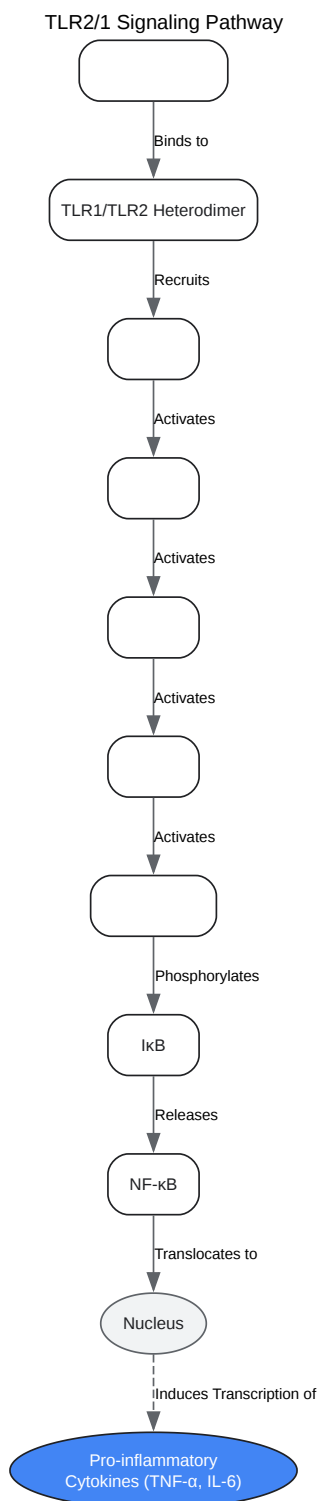 TLR2/1 Signaling Pathway
Binds to
TLR1/TLR2 Heterodimer
Recruits
Activates
Activates
Activates
Activates
Phosphorylates
IκB
Releases
NF-κB
Translocates to
Nucleus
Induces Transcription of
Pro-inflammatory
Cytokines (TNF-α, IL-6)